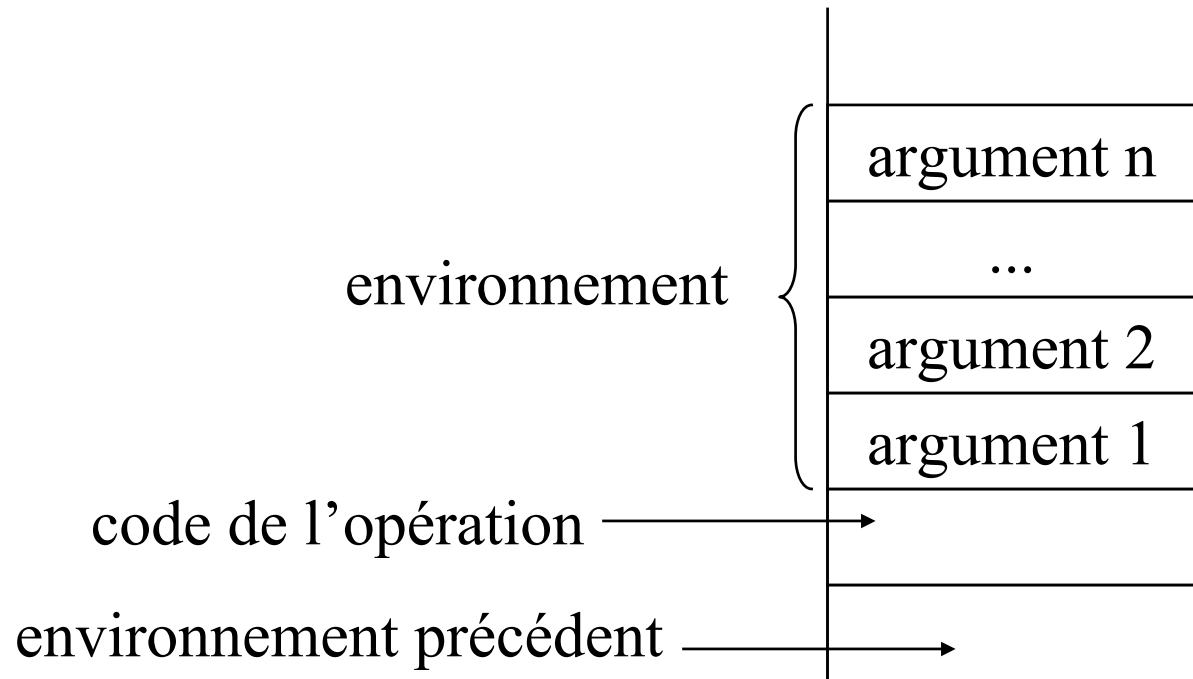 argument n
...
environnement
argument 2
argument 1
code de l’opération
environnement précédent